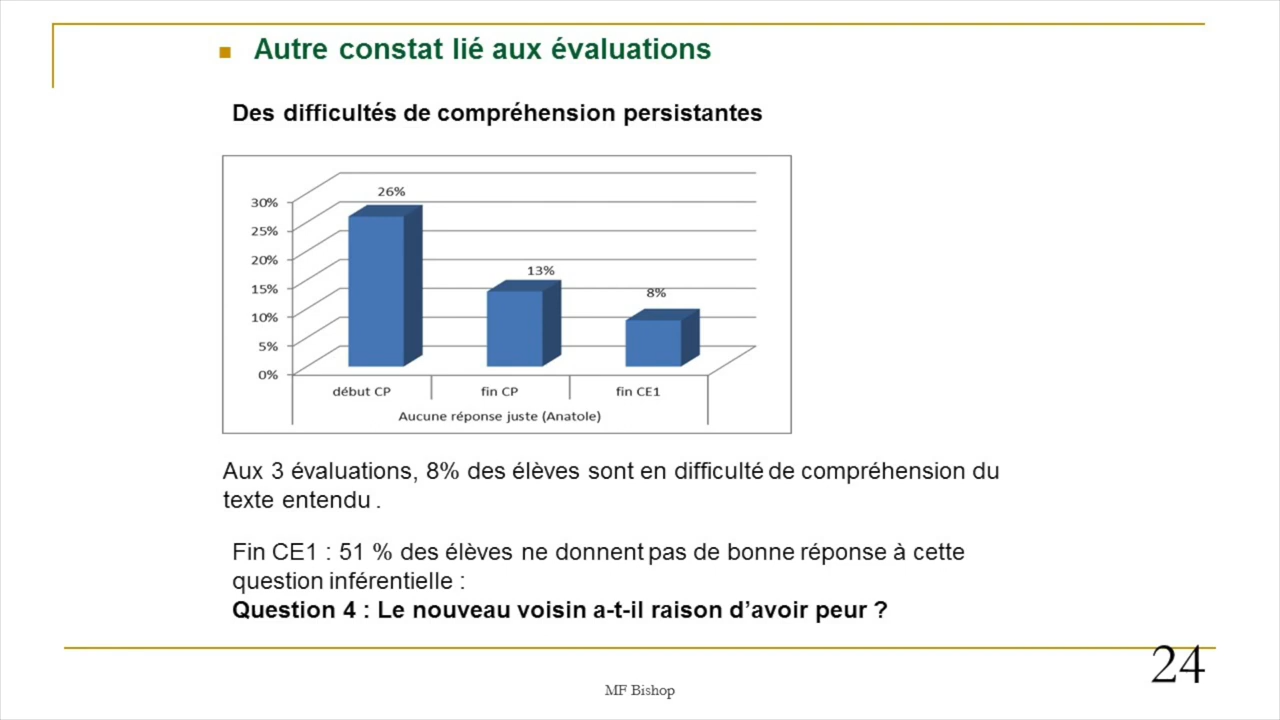 Autre constat lié aux évaluations
Des difficultés de compréhension persistantes
26%
30%
25%
20%
15%
10%
5%
0%
13%
8%
début CP
fin CP
fin CE1
Aucune réponse juste (Anatole)
Aux 3 évaluations, 8% des élèves sont en difficulté de compréhension du
texte entendu .
Fin CE1 : 51 % des élèves ne donnent pas de bonne réponse à cette
question inférentielle :
Question 4 : Le nouveau voisin a-t-il raison d’avoir peur ?
24
MF Bishop